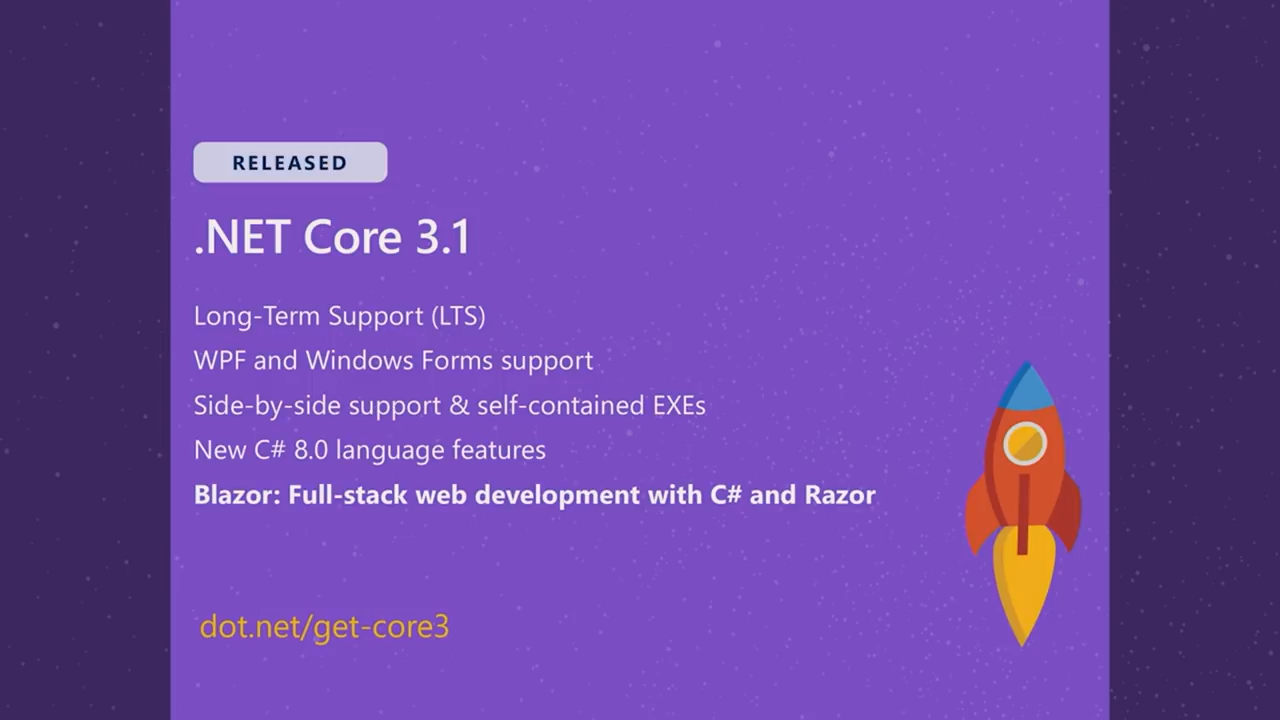 RELEASED
.NET Core 3.1
Long-Term Support (LTS)
WPF and Windows Forms support
Side-by-side support & self-contained EXEs
New C# 8.0 language features
Blazor: Full-stack web development with C# and Razor
dot.net/get-core3